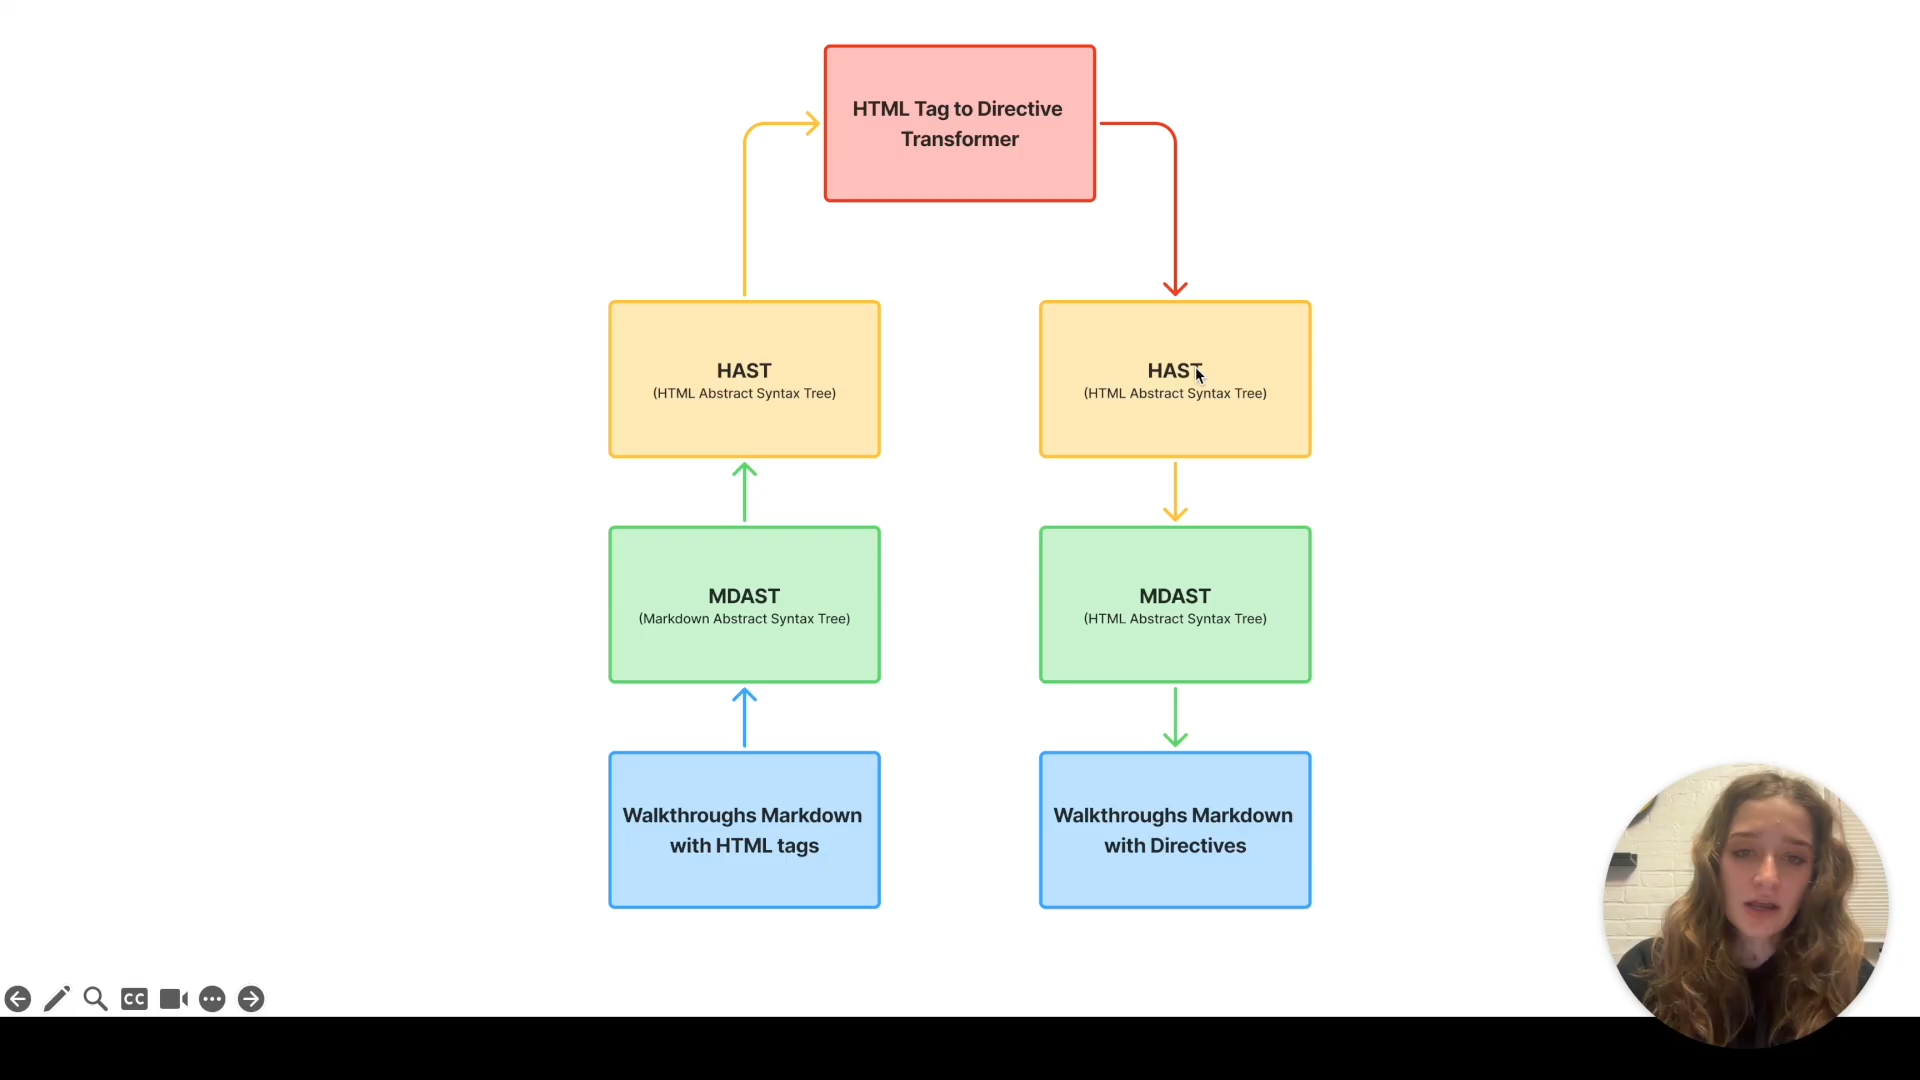 HTML Tag to Directive
Transformer
HAST
(HTML Abstract Syntax Tree)
HAST
(HTML Abstract Syntax Tree)
MDAST
(Markdown Abstract Syntax Tree)
MDAST
(HTML Abstract Syntax Tree)
Walkthroughs Markdown
with HTML tags
Walkthroughs Markdown
with Directives
CC